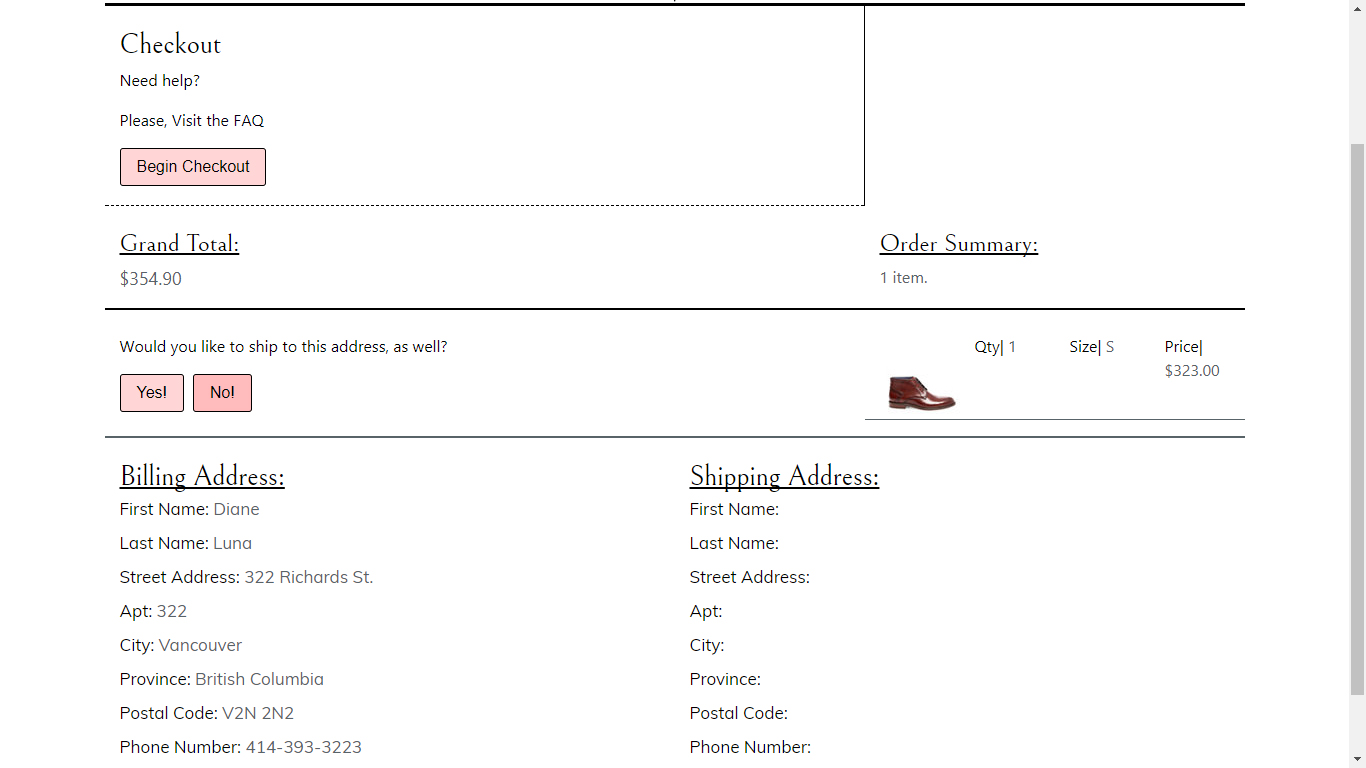 Checkout
Need help?
Please, Visit the FAQ
Begin Checkout
Grand Total:
$354.90
Order Summary:
1 item.
Would you like to ship to this address, as well?
Yes! No!
Qty| 1 Size| S Price|
$323.00
Billing Address:
First Name: Diane
Last Name: Luna
Street Address: 322 Richards St.
Apt: 322
City: Vancouver
Province: British Columbia
Postal Code: V2N 2N2
Phone Number: 414-393-3223
Shipping Address:
First Name:
Last Name:
Street Address:
Apt:
City:
Province:
Postal Code:
Phone Number: